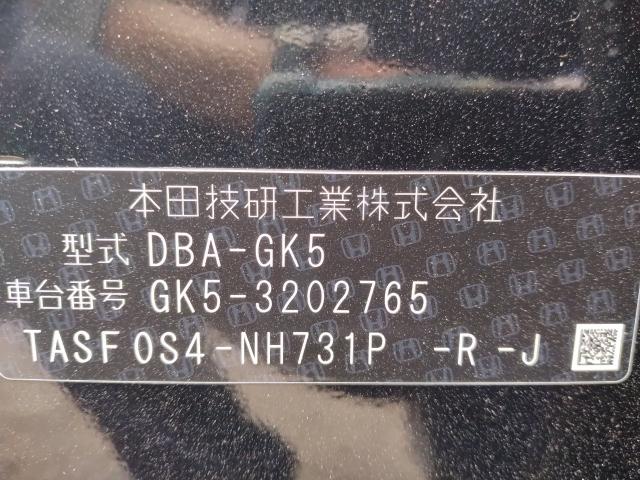 本田技研工業株式会社
型式 DBA-GK5
車台番号 GK5-3202765
TASF0S4-NH731P -R -J